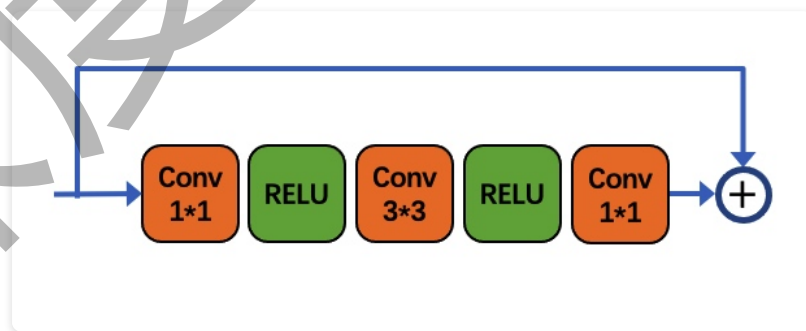 Conv
1*1
RELU
Conv
3*3
RELU
Conv
1*1
+